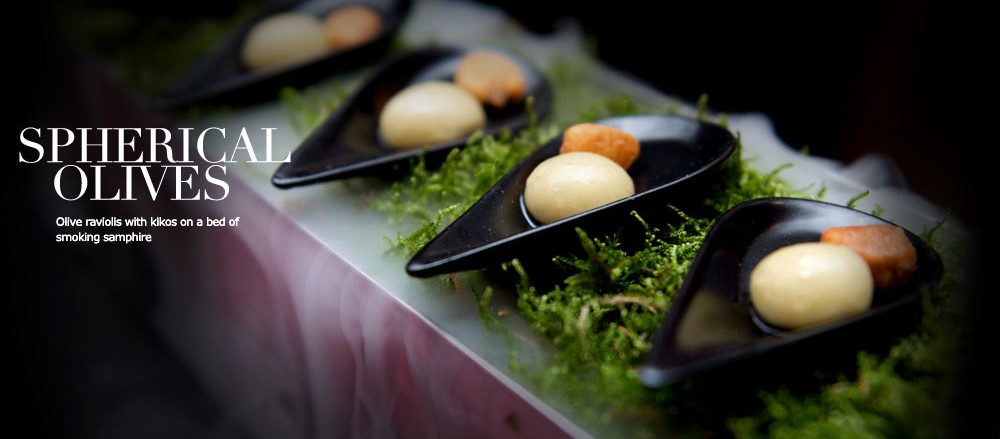 SPHERICAL
OLIVES
Olive raviolis with kikos on a bed of
smoking samphire